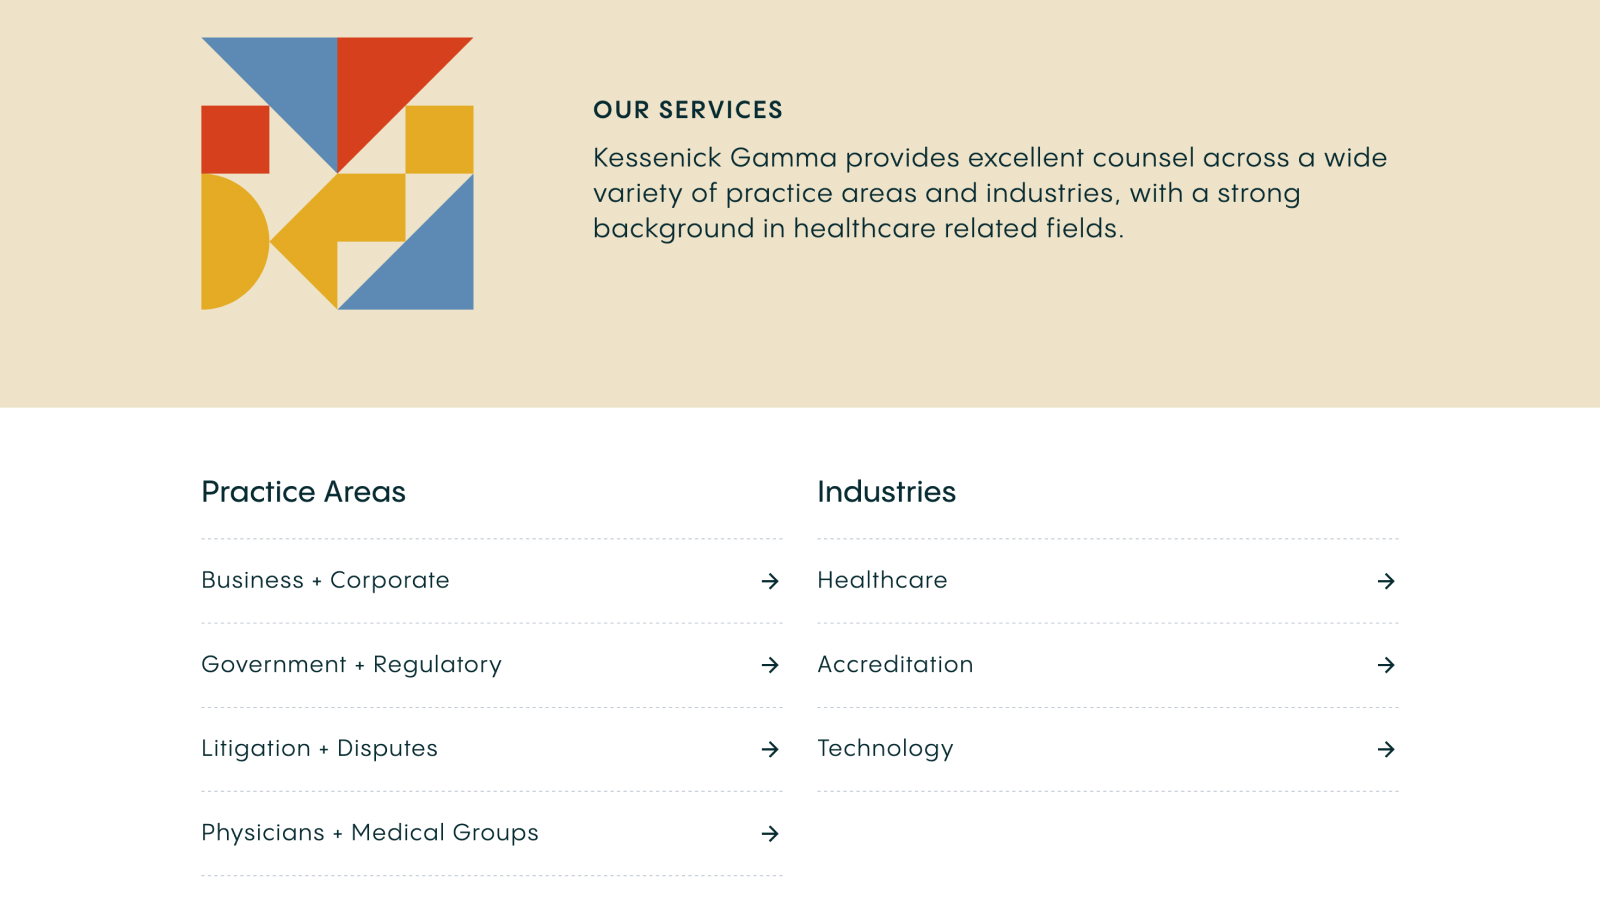 OUR SERVICES
Kessenick Gamma provides excellent counsel across a wide
variety of practice areas and industries, with a strong
background in healthcare related fields.
Practice Areas
Business + Corporate
Government + Regulatory
Litigation + Disputes
Physicians + Medical Groups
Industries
Healthcare
Accreditation
Technology